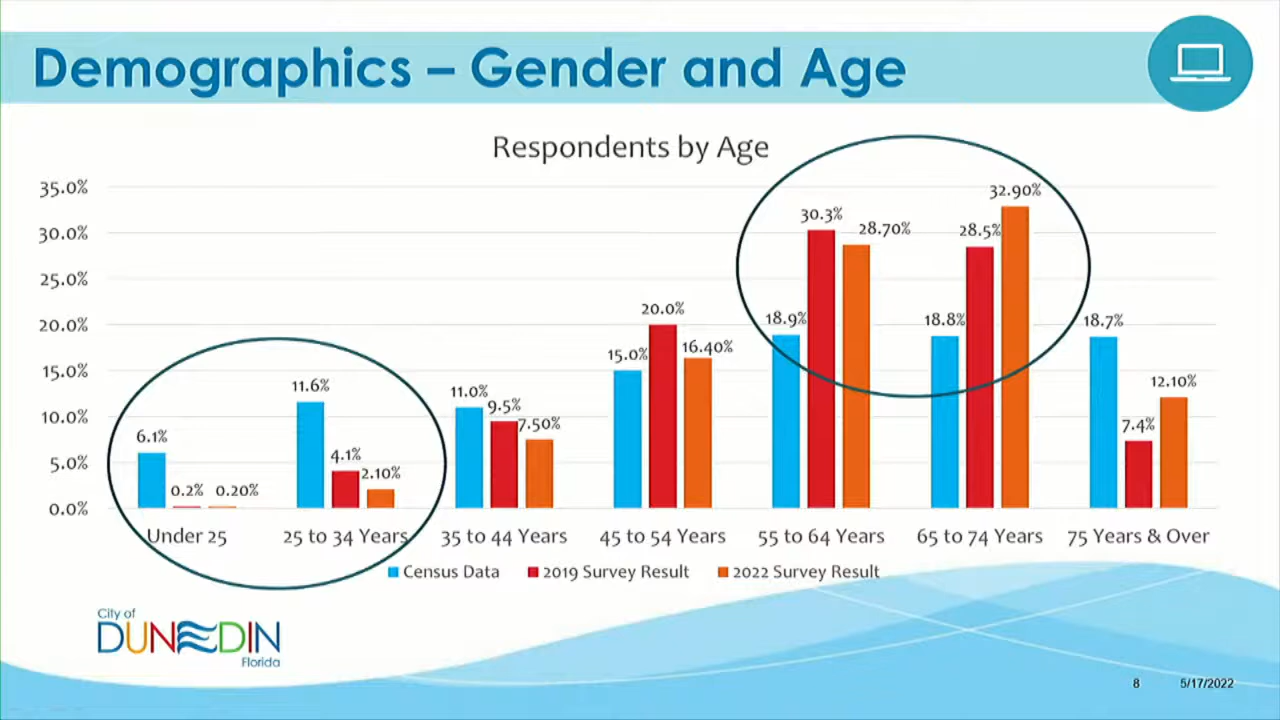 Demographics – Gender and Age
Respondents by Age
35.0%
30.0%
25.0%
20.0%
15.0%
10.0%
5.0%
0.0%
6.1%
0.2%
0.20%
11.6%
4.1%
2.10%
11.0%
9.5%
7.50%
15.0%
20.0%
16.40%
18.9%
30.3%
28.70%
18.8%
28.5%
32.90%
18.7%
7.4%
12.10%
Under 25
25 to 34 Years
35 to 44 Years
45 to 54 Years
55 to 64 Years
65 to 74 Years
75 Years & Over
Census Data
2019 Survey Result
2022 Survey Result
City of
DUNEDIN
Florida
8
5/17/2022